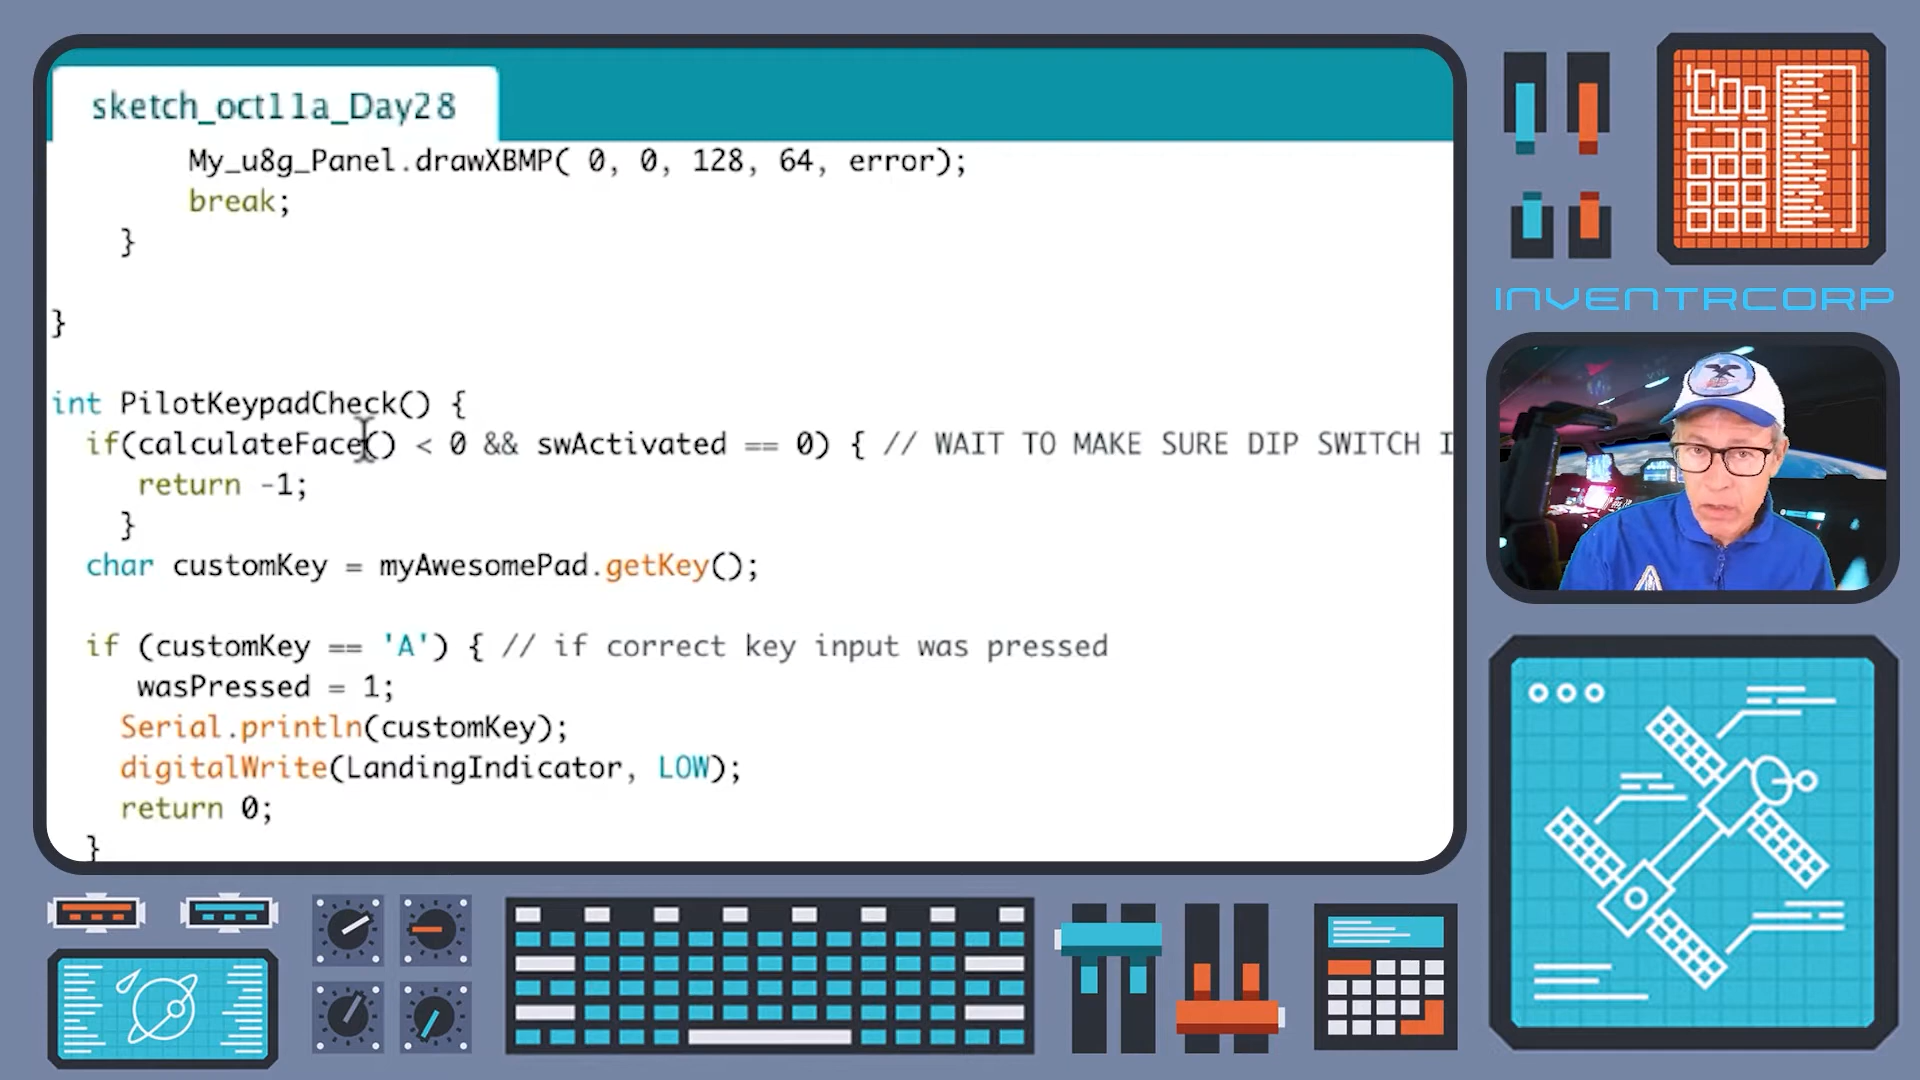 sketch_oct11a_Day28
My_u8g_Panel.drawXBMP( 0, 0, 128, 64, error);
break;
}
}
int PilotKeypadCheck() {
if(calculateFace() < 0 && swActivated == 0) { // WAIT TO MAKE SURE DIP SWITCH I
return -1;
}
char customKey = myAwesomePad.getKey();
if (customKey == 'A') { // if correct key input was pressed
wasPressed = 1;
Serial.println(customKey);
digitalWrite(LandingIndicator, LOW);
return 0;
}
INVENTRCORP